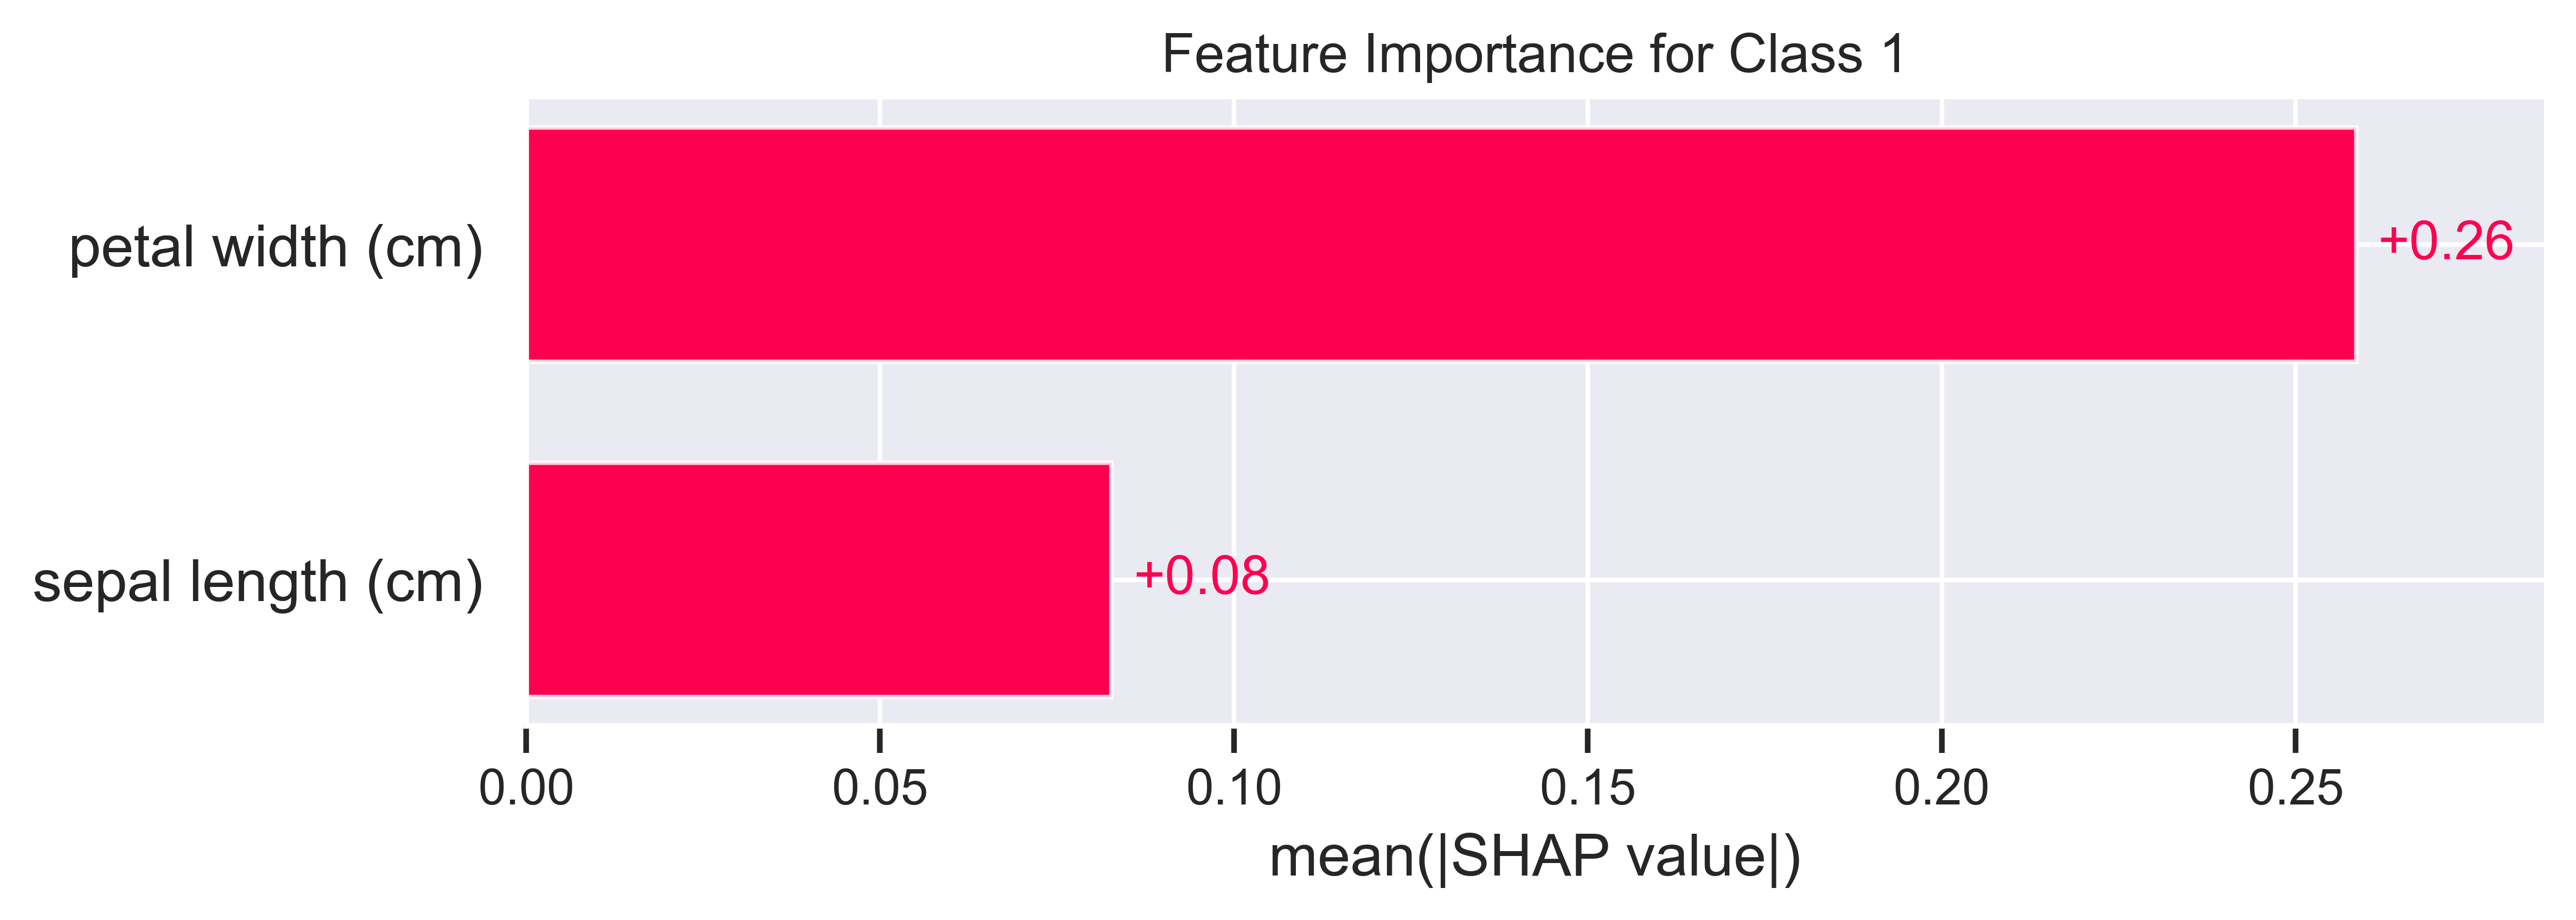 Feature Importance for Class 1
petal width (cm)
+0.26
sepal length (cm)
+0.08
0.00 0.05 0.10 0.15 0.20 0.25
mean(|SHAP value|)